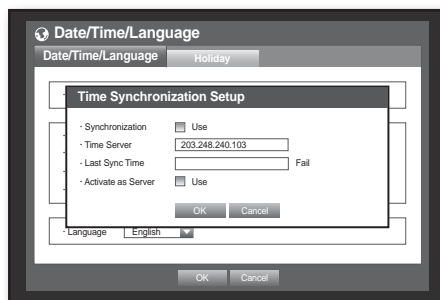 Date/Time/Language
Date/Time/Language Holiday
Time Synchronization Setup
· Synchronization Use
· Time Server 203.248.240.103
· Last Sync Time Fail
· Activate as Server Use
OK Cancel
· Language English
OK Cancel